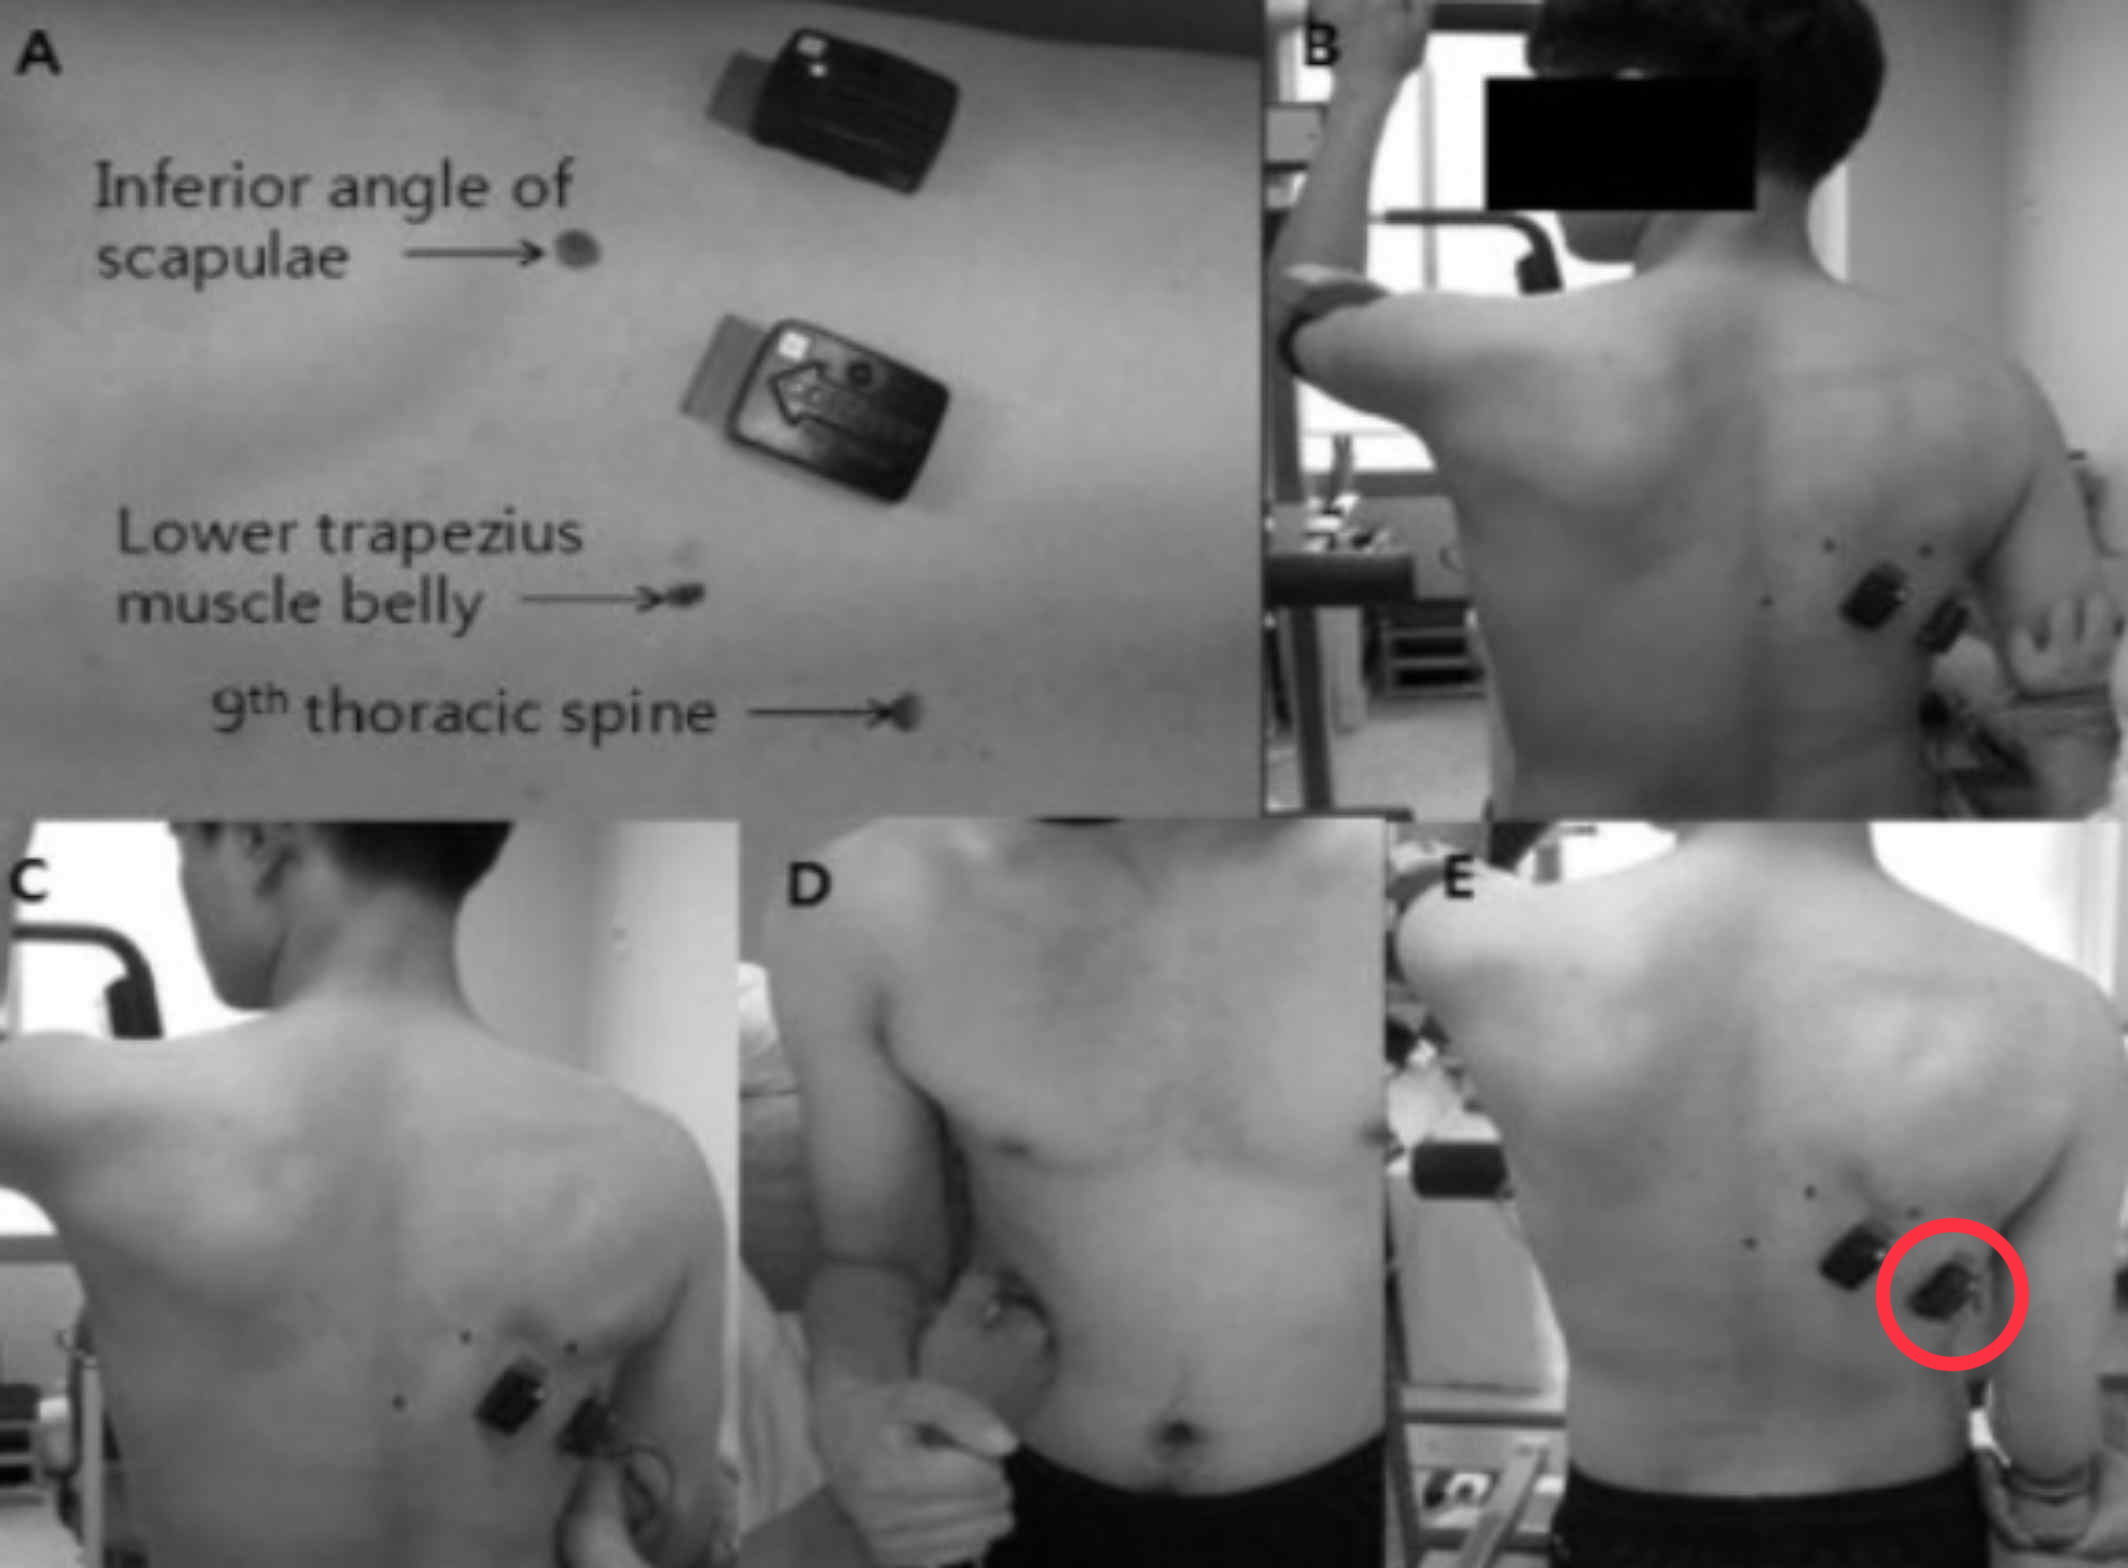 A
B
Inferior angle of
scapulae
Lower trapezius
muscle belly
9th thoracic spine
C
D
E